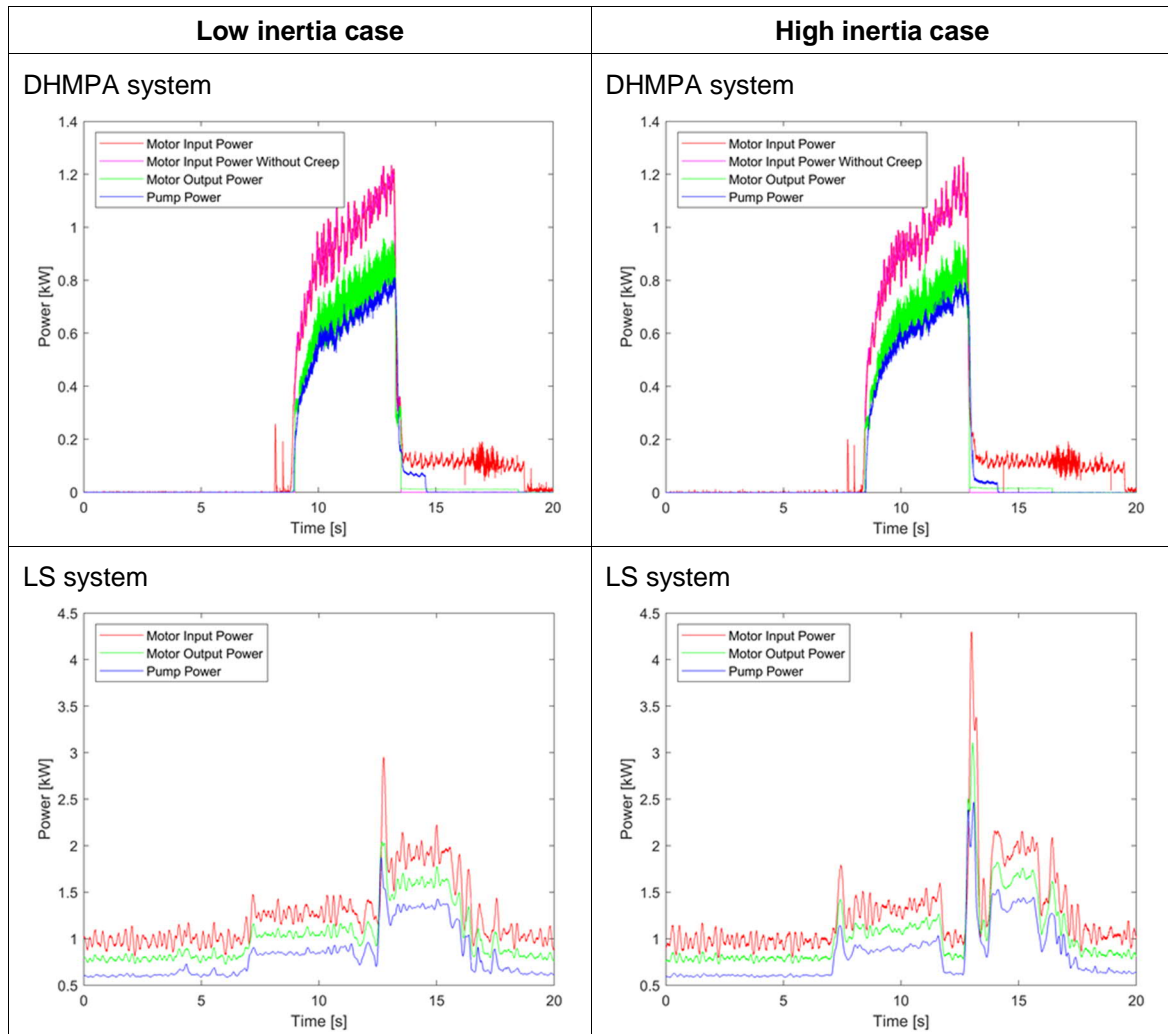 Low inertia case
High inertia case
DHMPA system
1.4
1.2
1
0.8
0.6
0.4
0.2
0
Power [kW]
Motor Input Power
Motor Input Power Without Creep
Motor Output Power
Pump Power
0 5 10 15 20
Time [s]
DHMPA system
1.4
1.2
1
0.8
0.6
0.4
0.2
0
Power [kW]
Motor Input Power
Motor Input Power Without Creep
Motor Output Power
Pump Power
0 5 10 15 20
Time [s]
LS system
4.5
4
3.5
3
2.5
2
1.5
1
0.5
Power [kW]
Motor Input Power
Motor Output Power
Pump Power
0 5 10 15 20
Time [s]
LS system
4.5
4
3.5
3
2.5
2
1.5
1
0.5
Power [kW]
Motor Input Power
Motor Output Power
Pump Power
0 5 10 15 20
Time [s]